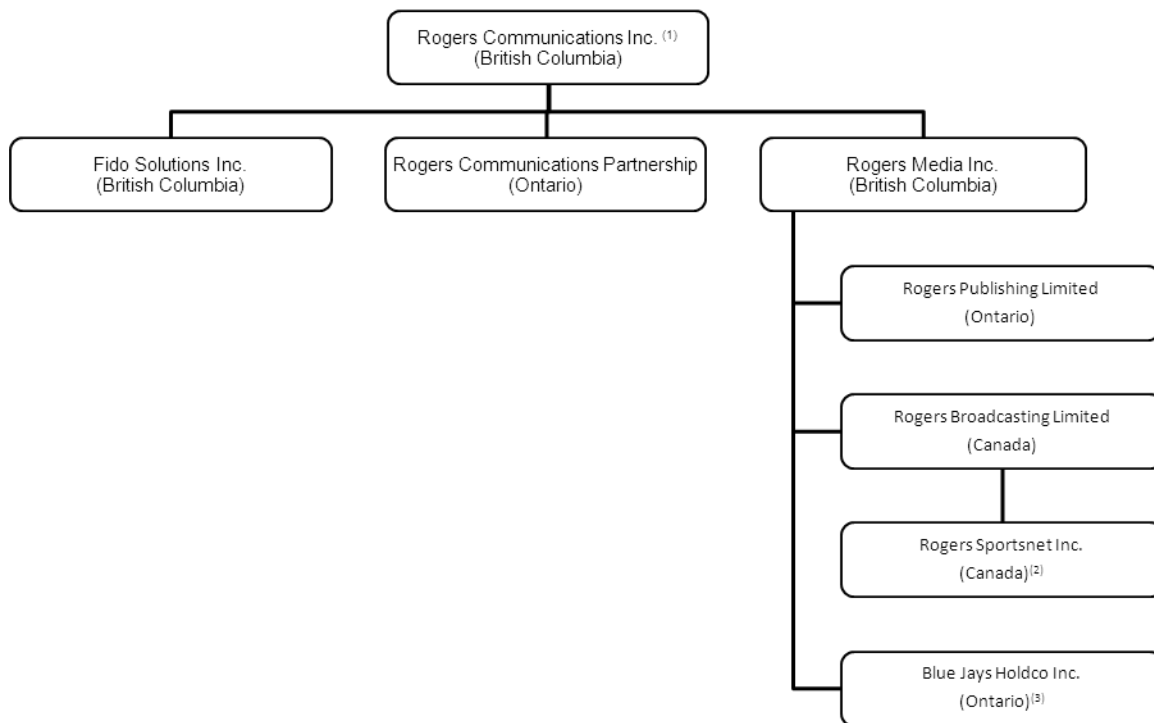 Rogers Communications Inc. (1)
(British Columbia)
Fido Solutions Inc.
(British Columbia)
Rogers Communications Partnership
(Ontario)
Rogers Media Inc.
(British Columbia)
Rogers Publishing Limited
(Ontario)
Rogers Broadcasting Limited
(Canada)
Rogers Sportsnet Inc.
(Canada)(2)
Blue Jays Holdco Inc.
(Ontario)(3)